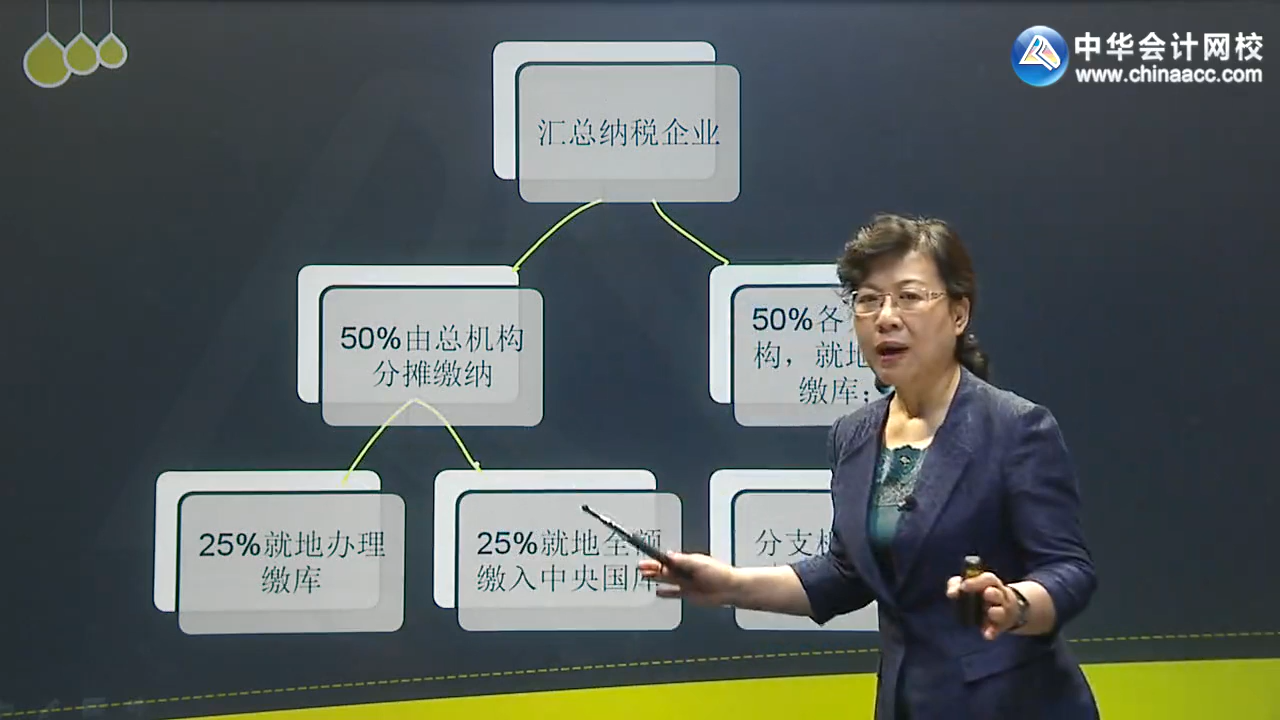 中华会计网校
www.chinaacc.com
汇总纳税企业
50%由总机构
分摊缴纳
50%各
构，就地
缴库；
25%就地办理
缴库
25%就地全额
缴入中央国库
分支机